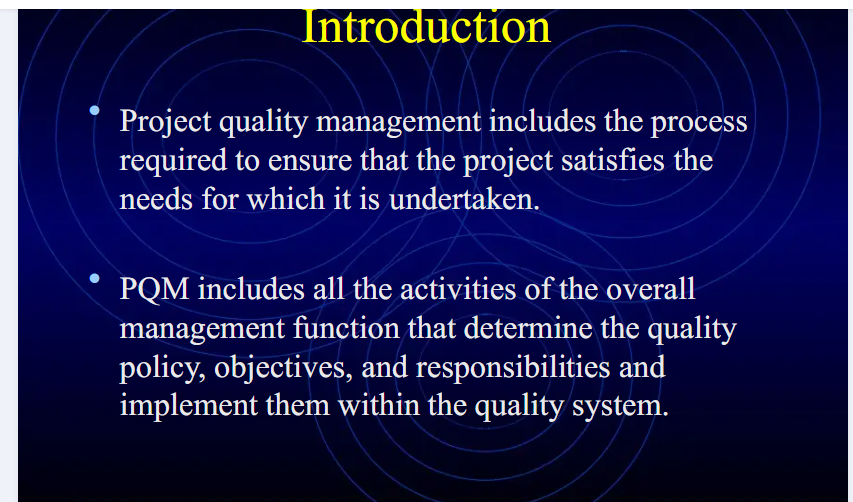 Introduction
• Project quality management includes the process
required to ensure that the project satisfies the
needs for which it is undertaken.
• PQM includes all the activities of the overall
management function that determine the quality
policy, objectives, and responsibilities and
implement them within the quality system.